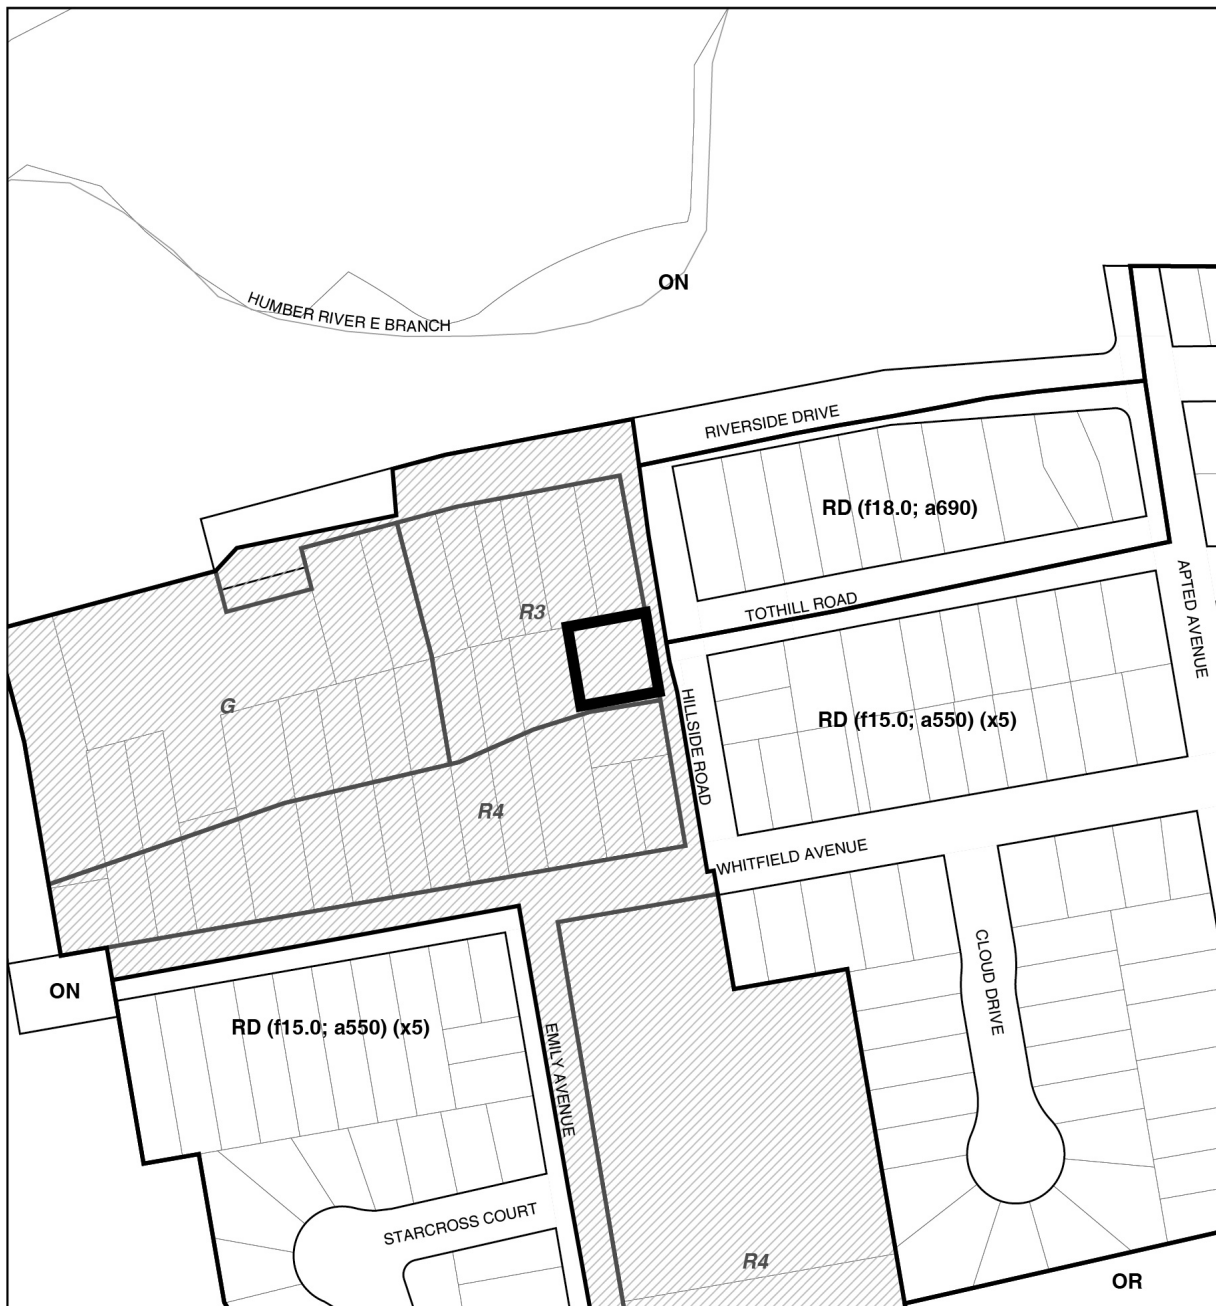 ON
HUMBER RIVER E BRANCH
RIVERSIDE DRIVE
RD (f18.0; a690)
TOTHILL ROAD
APTED AVENUE
R3
G
HILLSIDE ROAD
RD (f15.0; a550) (x5)
R4
WHITFIELD AVENUE
CLOUD DRIVE
ON
RD (f15.0; a550) (x5)
EMILY AVENUE
STARCROSS COURT
R4
OR